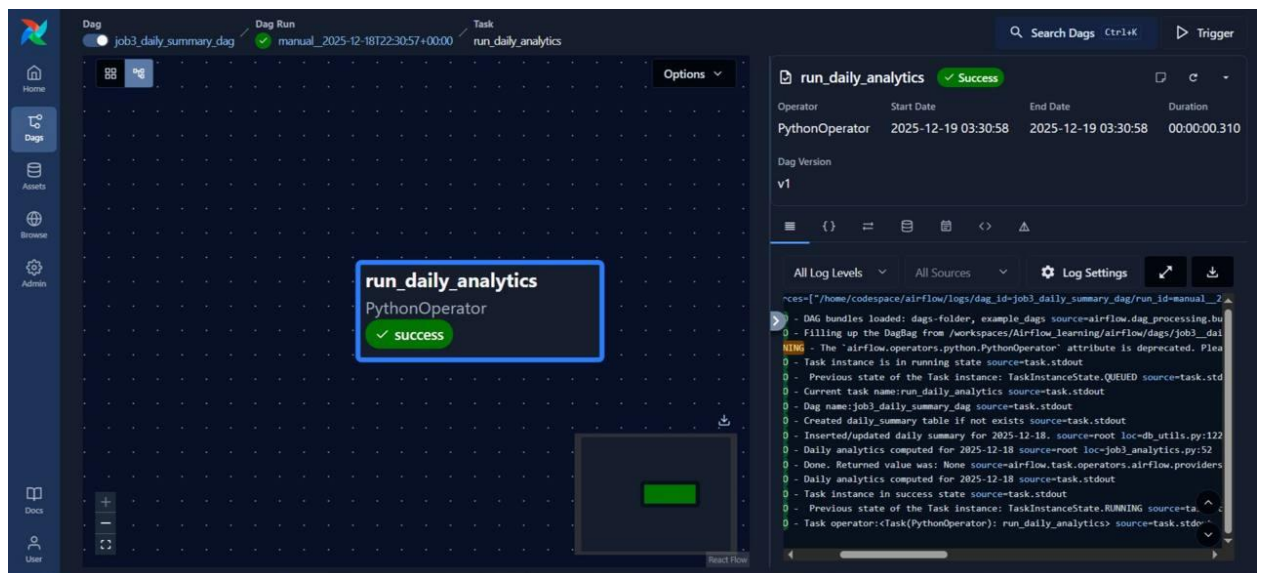 Dag
job3_daily_summary_dag
Dag Run
manual__2025-12-18T22:30:57+00:00
Task
run_daily_analytics
Search Dags Ctrl+K
Trigger
Home
Dags
Assets
Browse
Admin
Docs
User
Options
run_daily_analytics
PythonOperator
success
React Flow
run_daily_analytics Success
Operator Start Date End Date Duration
PythonOperator 2025-12-19 03:30:58 2025-12-19 03:30:58 00:00:00.310
Dag Version
v1
All Log Levels All Sources Log Settings
rces=["/home/codespace/airflow/logs/dag_id=job3_daily_summary_dag/run_id=manual__2
- DAG bundles loaded: dags-folder, example_dags source=airflow.dag_processing.bu
- Filling up the DagBag from /workspaces/Airflow_learning/airflow/dags/job3__dai
NING - The `airflow.operators.python.PythonOperator` attribute is deprecated. Plea
- Task instance is in running state source=task.stdout
- Previous state of the Task instance: TaskInstanceState.QUEUED source=task.std
- Current task name:run_daily_analytics source=task.stdout
- Dag name:job3_daily_summary_dag source=task.stdout
- Created daily_summary table if not exists source=task.stdout
- Inserted/updated daily summary for 2025-12-18. source=root loc=db_utils.py:122
- Daily analytics computed for 2025-12-18 source=root loc=job3_analytics.py:52
- Done. Returned value was: None source=airflow.task.operators.airflow.providers
- Daily analytics computed for 2025-12-18 source=task.stdout
- Task instance in success state source=task.stdout
- Previous state of the Task instance: TaskInstanceState.RUNNING source=ta
- Task operator:<Task(PythonOperator): run_daily_analytics> source=task.stdo